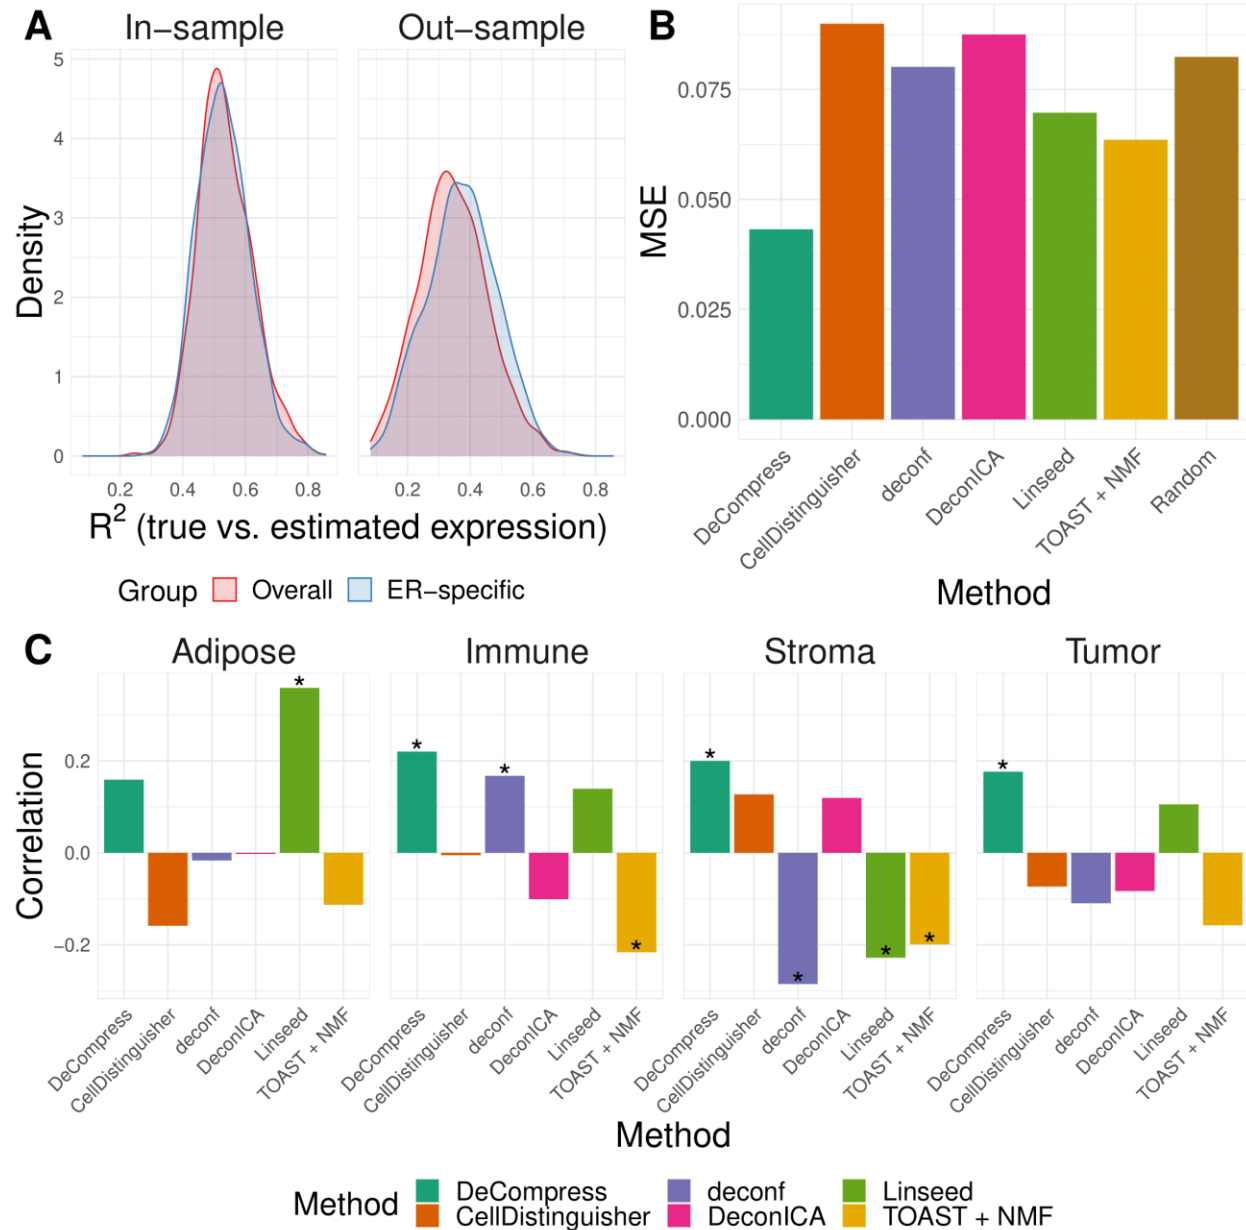 A
In−sample
Out−sample
5
4
3
2
1
0
Density
0.2
0.4
0.6
0.8
0.2
0.4
0.6
0.8
R² (true vs. estimated expression)
Group
Overall
ER−specific
B
0.075
0.050
0.025
0.000
MSE
DeCompress
CellDistinguisher
deconf
DeconICA
Linseed
TOAST + NMF
Random
Method
C
Adipose
Immune
Stroma
Tumor
0.2
0.0
−0.2
Correlation
*
*
*
*
*
*
*
*
*
DeCompress
CellDistinguisher
deconf
DeconICA
Linseed
TOAST + NMF
DeCompress
CellDistinguisher
deconf
DeconICA
Linseed
TOAST + NMF
DeCompress
CellDistinguisher
deconf
DeconICA
Linseed
TOAST + NMF
DeCompress
CellDistinguisher
deconf
DeconICA
Linseed
TOAST + NMF
Method
Method
DeCompress
deconf
Linseed
CellDistinguisher
DeconICA
TOAST + NMF